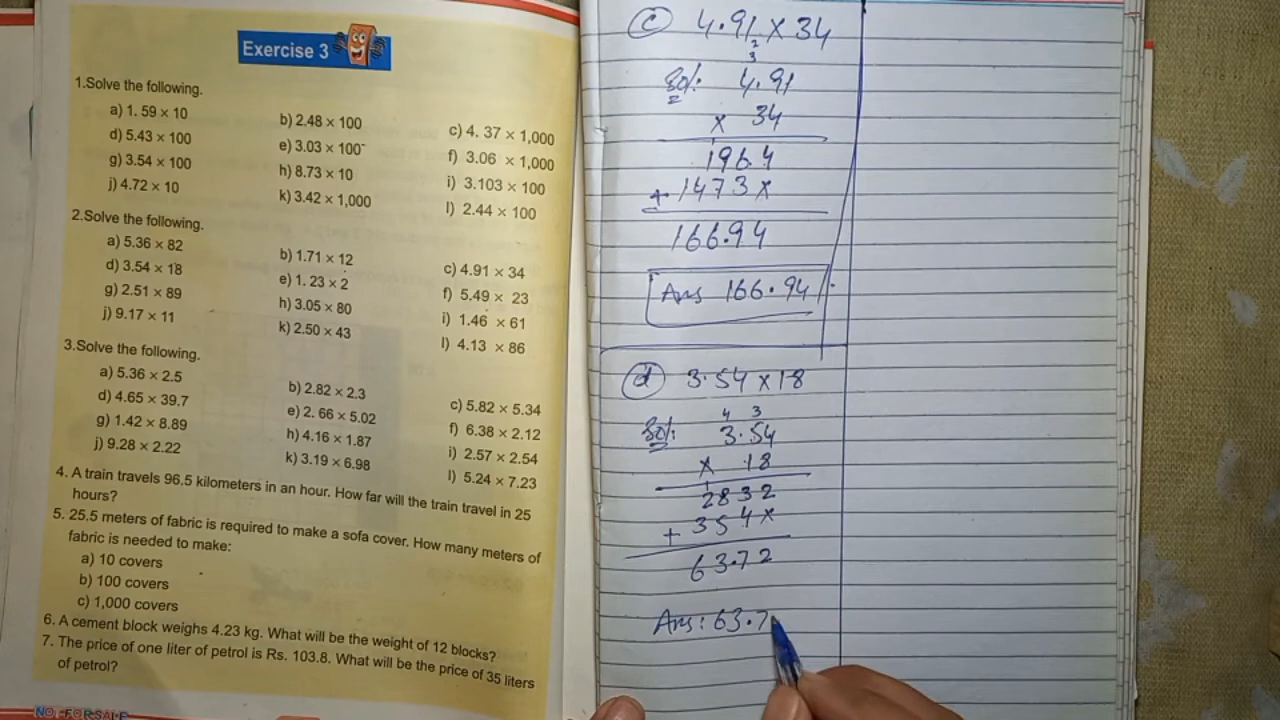 Exercise 3
1.Solve the following.
a) 1. 59 × 10
b) 2.48 × 100
c) 4. 37 × 1,000
d) 5.43 × 100
e) 3.03 × 100
f) 3.06 × 1,000
g) 3.54 × 100
h) 8.73 × 10
i) 3.103 × 100
j) 4.72 × 10
k) 3.42 × 1,000
l) 2.44 × 100
2.Solve the following.
a) 5.36 × 82
b) 1.71 × 12
c) 4.91 × 34
d) 3.54 × 18
e) 1. 23 × 2
f) 5.49 × 23
g) 2.51 × 89
h) 3.05 × 80
i) 1.46 × 61
j) 9.17 × 11
k) 2.50 × 43
l) 4.13 × 86
3.Solve the following.
a) 5.36 × 2.5
b) 2.82 × 2.3
c) 5.82 × 5.34
d) 4.65 × 39.7
e) 2. 66 × 5.02
f) 6.38 × 2.12
g) 1.42 × 8.89
h) 4.16 × 1.87
i) 2.57 × 2.54
j) 9.28 × 2.22
k) 3.19 × 6.98
l) 5.24 × 7.23
4. A train travels 96.5 kilometers in an hour. How far will the train travel in 25
hours?
5. 25.5 meters of fabric is required to make a sofa cover. How many meters of
fabric is needed to make:
a) 10 covers
b) 100 covers
c) 1,000 covers
6. A cement block weighs 4.23 kg. What will be the weight of 12 blocks?
7. The price of one liter of petrol is Rs. 103.8. What will be the price of 35 liters
of petrol?
NOT FOR SALE
c 4.91 × 34
2
3
Sol: 4.91
× 34
1
196.4
+ 1473×
166.94
Ans 166.94
d 3.54 × 18
4 3
Sol: 3.54
× 18
1
2832
+ 354×
63.72
Ans: 63.7